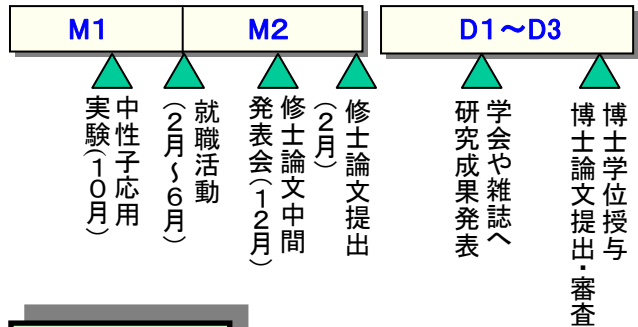 M1
M2
D1～D3
中性子応用
実験(10月)
就職活動
(2月～6月)
修士論文中間
発表会(12月)
修士論文提出
(2月)
学会や雑誌へ
研究成果発表
博士学位授与
博士論文提出・審査